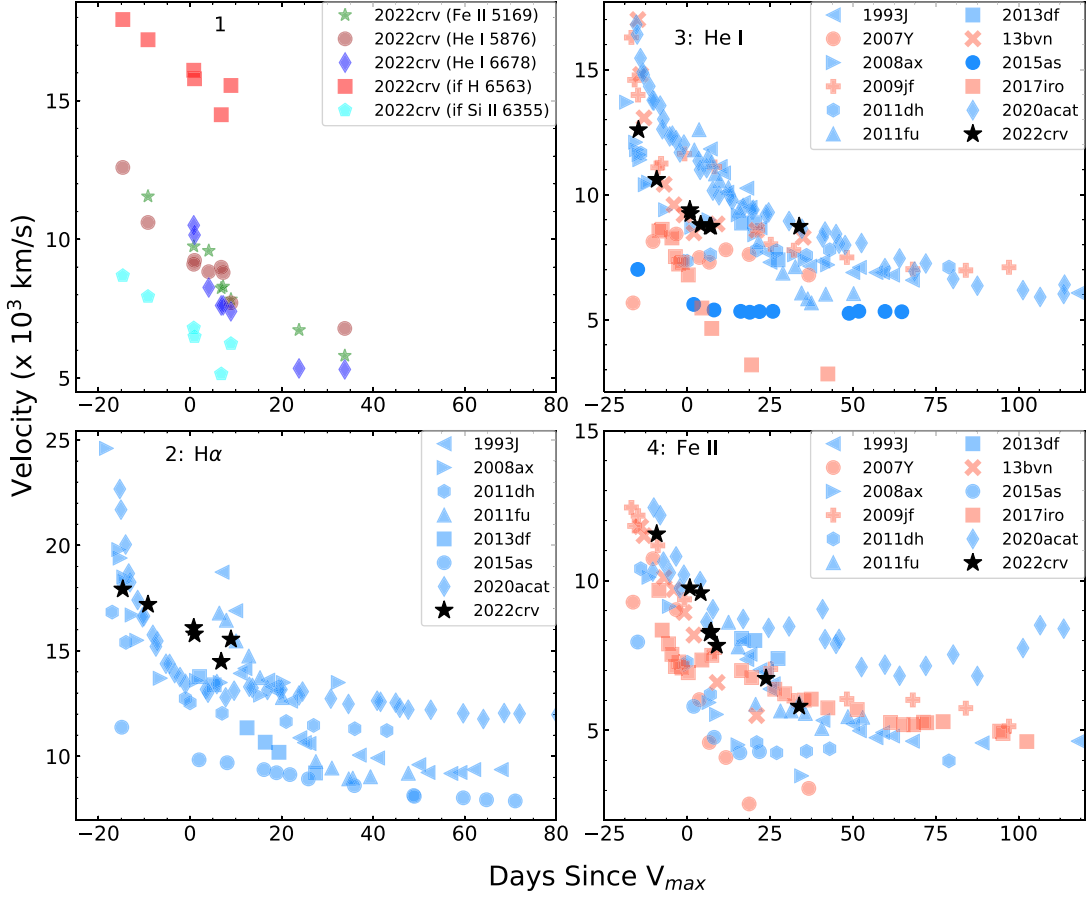 Velocity (x 10³ km/s)
1
2022crv (Fe II 5169)
2022crv (He I 5876)
2022crv (He I 6678)
2022crv (if H 6563)
2022crv (if Si II 6355)
15
10
5
−20 0 20 40 60 80
3: He I
1993J 2013df
2007Y 13bvn
2008ax 2015as
2009jf 2017iro
2011dh 2020acat
2011fu 2022crv
15
10
5
−25 0 25 50 75 100
2: Hα
1993J
2008ax
2011dh
2011fu
2013df
2015as
2020acat
2022crv
25
20
15
10
−20 0 20 40 60 80
4: Fe II
1993J 2013df
2007Y 13bvn
2008ax 2015as
2009jf 2017iro
2011dh 2020acat
2011fu 2022crv
15
10
5
−25 0 25 50 75 100
Days Since Vmax